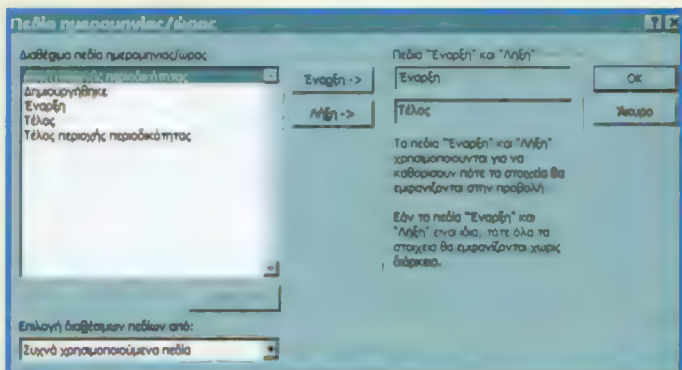 Πεδία ημερομηνίας/ώρας
Διαθέσιμα πεδία ημερομηνίας/ώρας
περιοχής περιοδικότητας
Δημιουργήθηκε
Έναρξη
Τέλος
Τέλος περιοχής περιοδικότητας
Επιλογή διαθέσιμων πεδίων από:
Συχνά χρησιμοποιούμενα πεδία
Έναρξη ->
Λήξη ->
Πεδία "Έναρξη" και "Λήξη"
Έναρξη
Τέλος
Τα πεδία "Έναρξη" και "Λήξη"
χρησιμοποιούνται για να
καθορίσουν πότε τα στοιχεία θα
εμφανίζονται στην προβολή
Εάν τα πεδία "Έναρξη" και
"Λήξη" είναι ίδια, τότε όλα τα
στοιχεία θα εμφανίζονται χωρίς
διάρκεια.
OK
Άκυρο